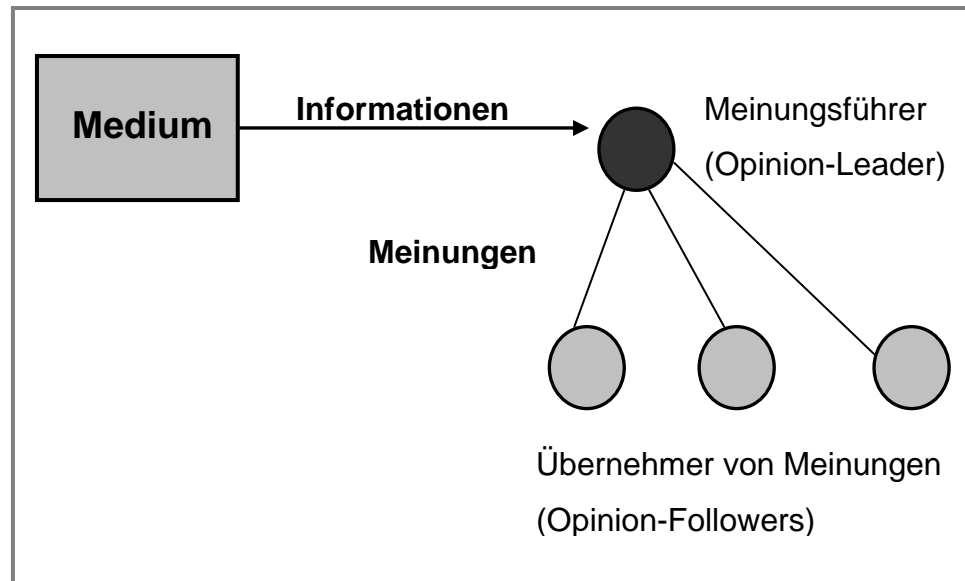 Medium
Informationen
Meinungsführer
(Opinion-Leader)
Meinungen
Übernehmer von Meinungen
(Opinion-Followers)